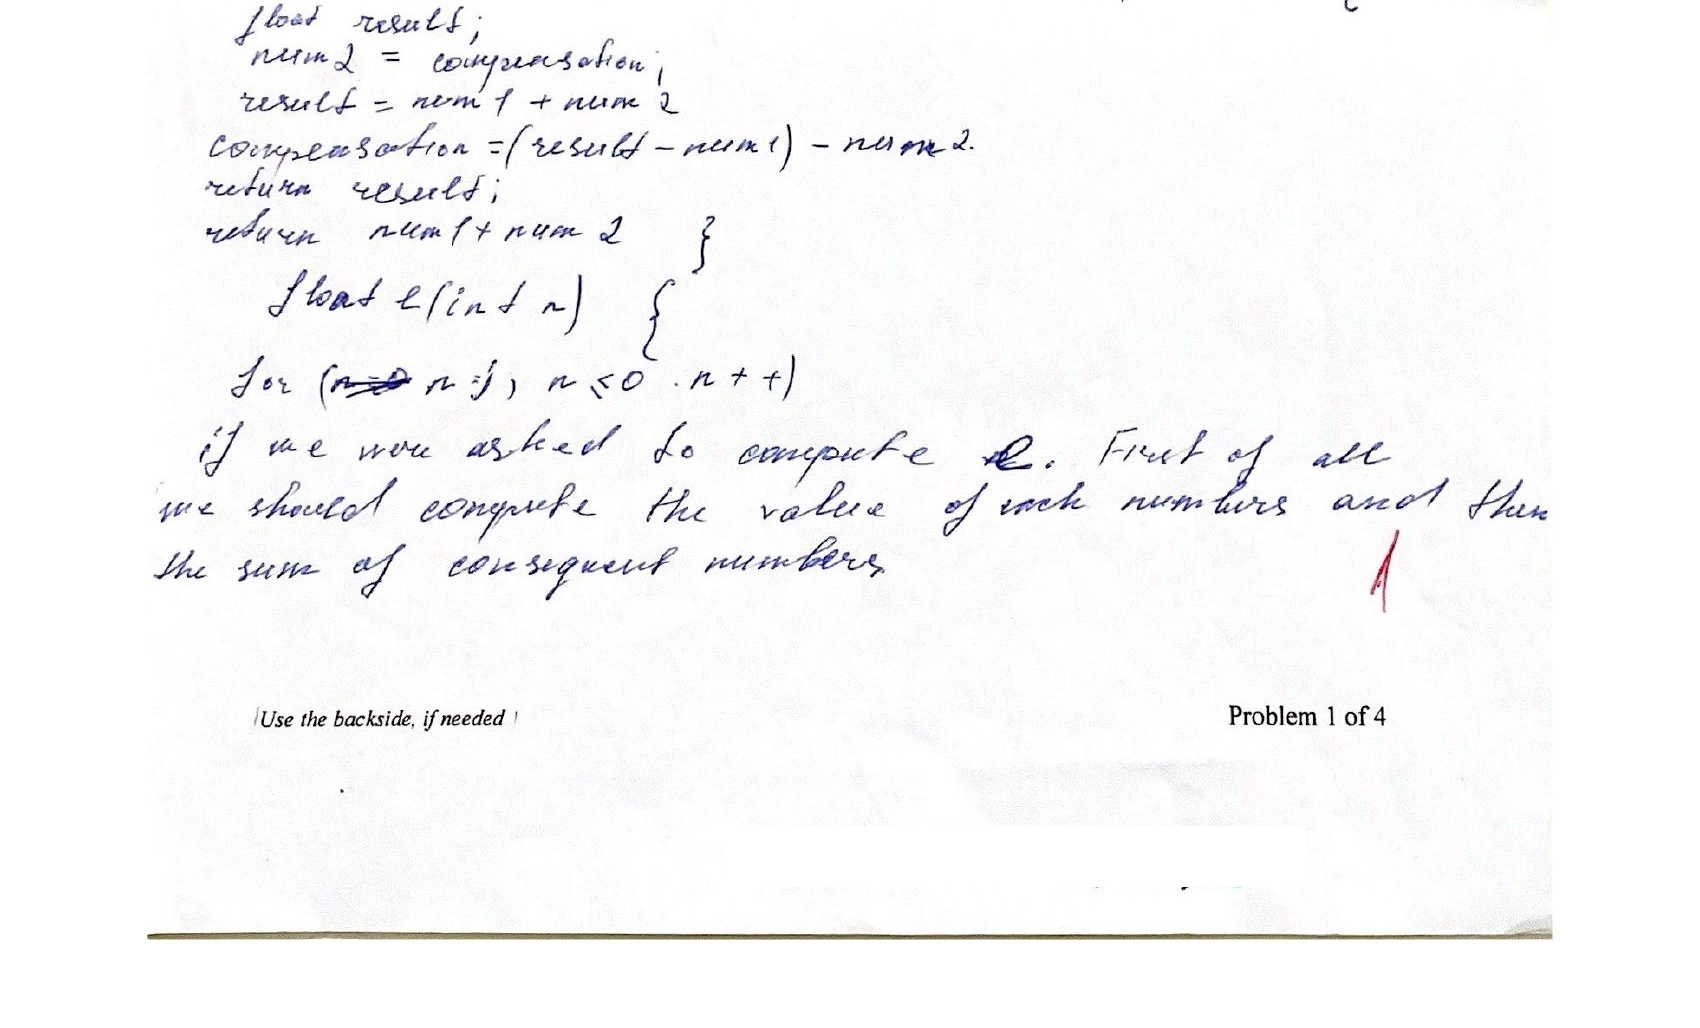 float result;
num2 = compensation;
result = num1 + num2
compensation = (result - num1) - num2.
return result;
return num1 + num2 }
float e(int n) {
for (n=1, n≤0. n++)
if we were asked to compute e. First of all
we should compute the value of each numbers and then
the sum of consequent numbers
1
Use the backside, if needed
Problem 1 of 4